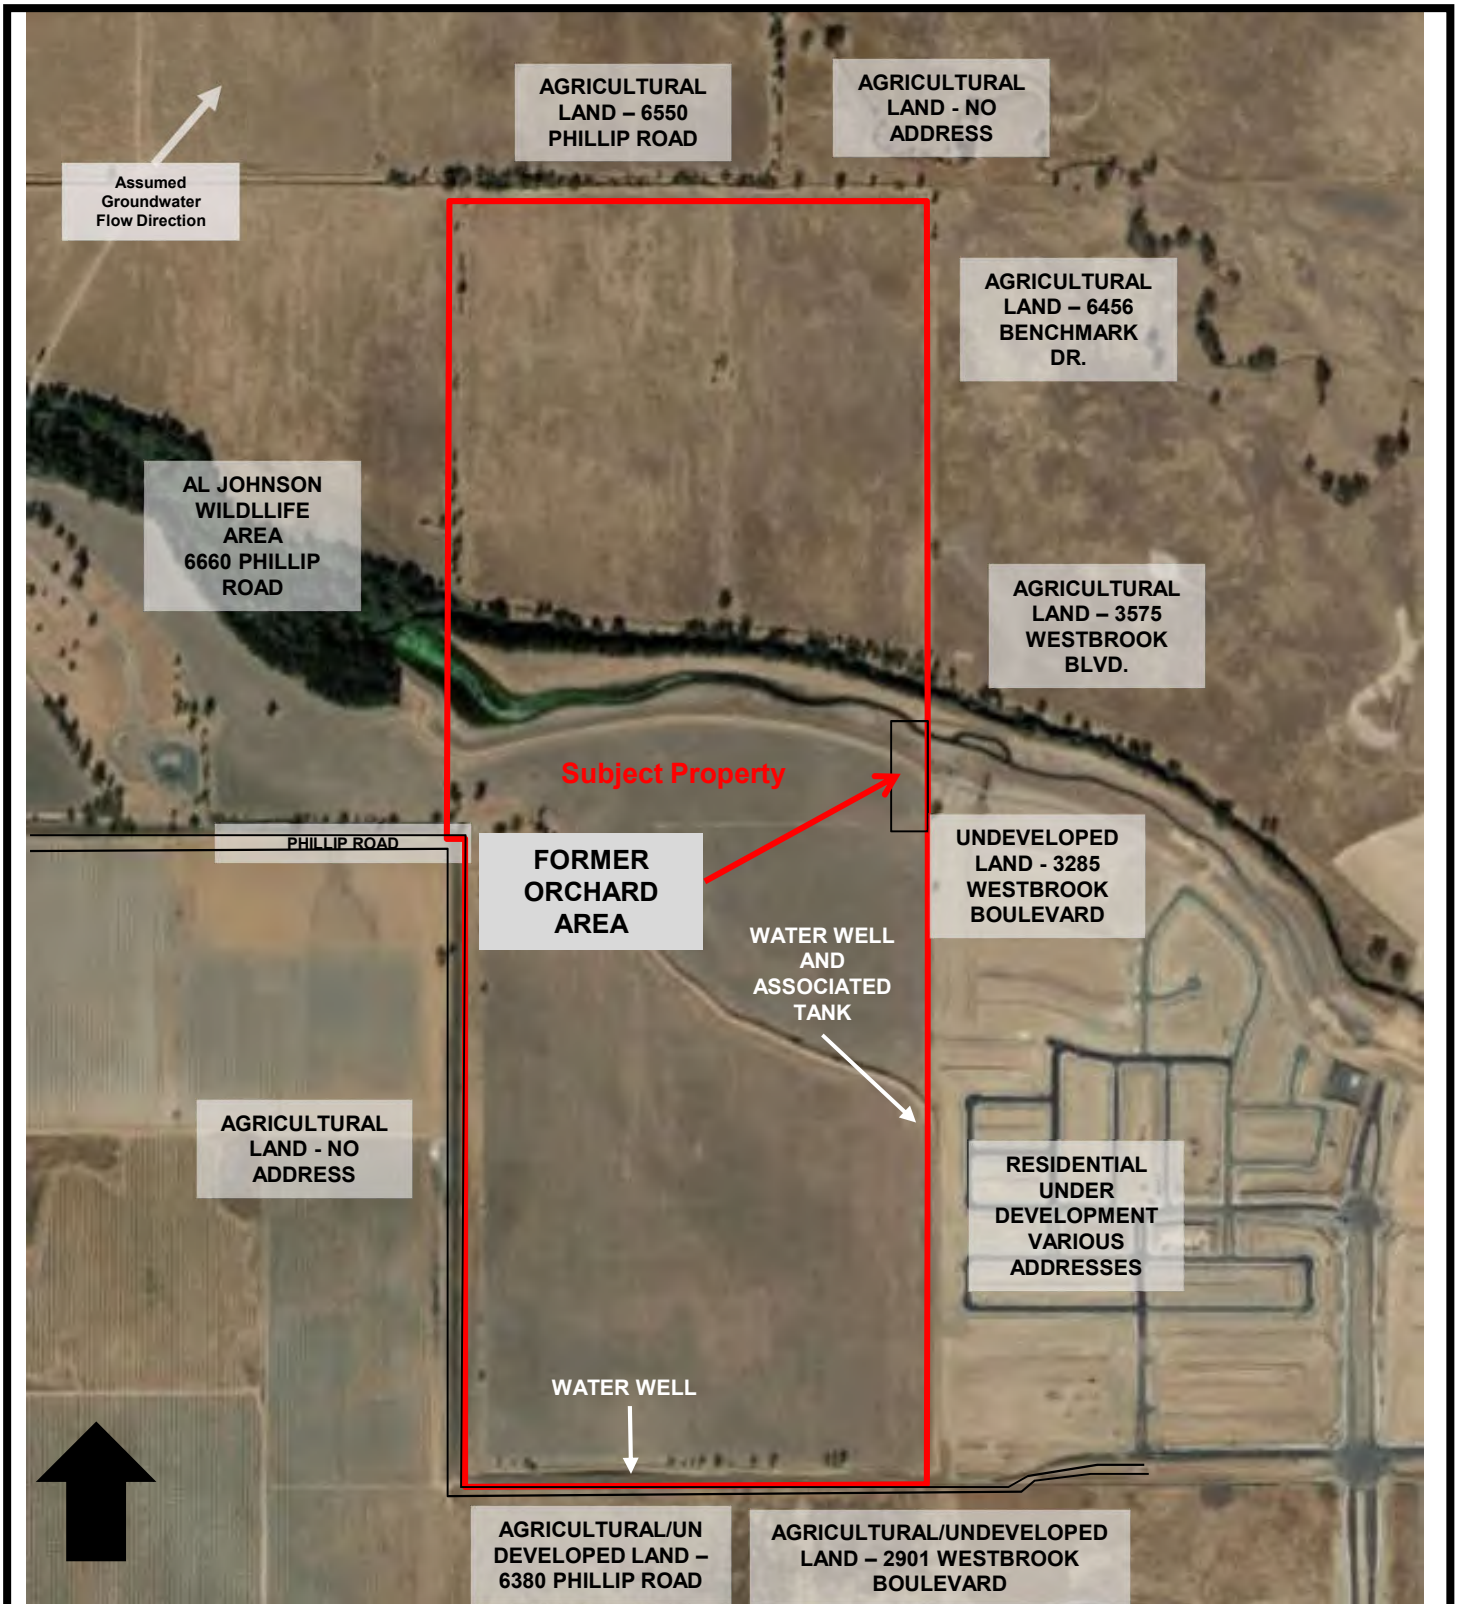 AGRICULTURAL
LAND – 6550
PHILLIP ROAD
AGRICULTURAL
LAND - NO
ADDRESS
Assumed
Groundwater
Flow Direction
AGRICULTURAL
LAND – 6456
BENCHMARK
DR.
AL JOHNSON
WILDLLIFE
AREA
6660 PHILLIP
ROAD
AGRICULTURAL
LAND – 3575
WESTBROOK
BLVD.
Subject Property
PHILLIP ROAD
FORMER
ORCHARD
AREA
UNDEVELOPED
LAND - 3285
WESTBROOK
BOULEVARD
WATER WELL
AND
ASSOCIATED
TANK
AGRICULTURAL
LAND - NO
ADDRESS
RESIDENTIAL
UNDER
DEVELOPMENT
VARIOUS
ADDRESSES
WATER WELL
AGRICULTURAL/UN
DEVELOPED LAND –
6380 PHILLIP ROAD
AGRICULTURAL/UNDEVELOPED
LAND – 2901 WESTBROOK
BOULEVARD